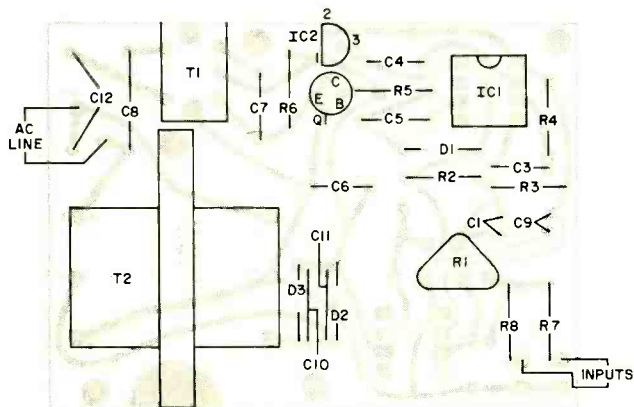 2
IC2
3
1
T1
C4
C
R5
E
B
Q1
C5
IC1
C12
C8
C7
R6
R4
AC
LINE
D1
R2
C3
R3
C6
C1
C9
C11
R1
T2
D3
D2
C10
R8
R7
INPUTS